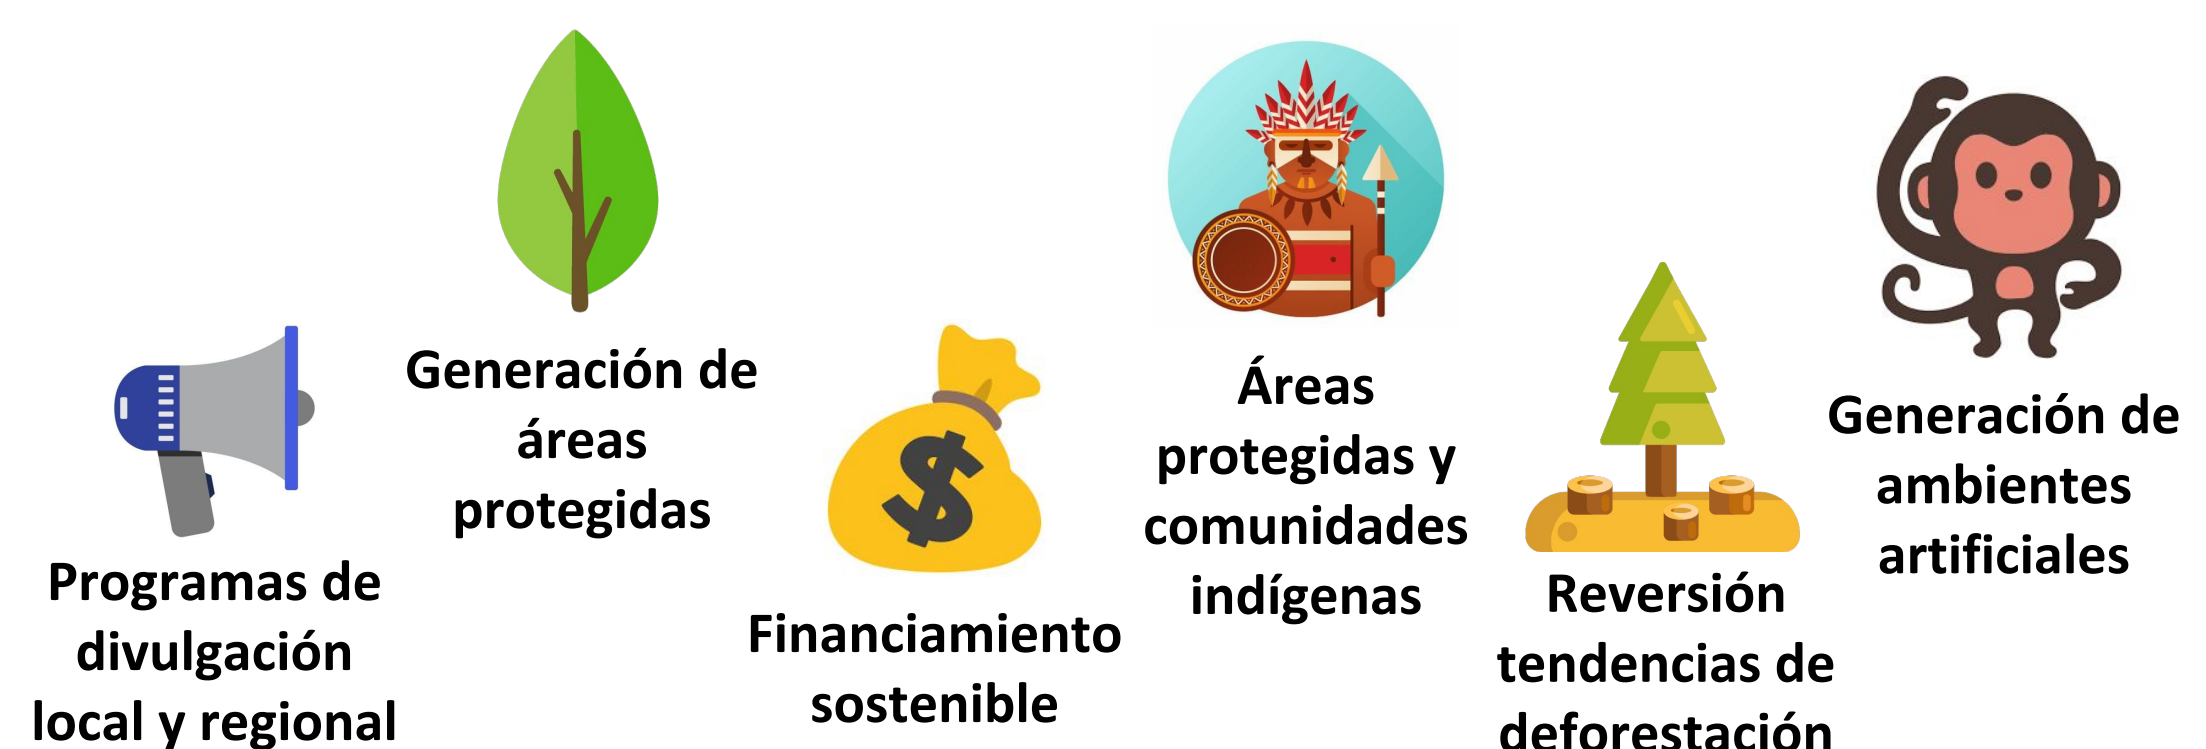 Programas de
divulgación
local y regional
Generación de
áreas
protegidas
Financiamiento
sostenible
Áreas
protegidas y
comunidades
indígenas
Reversión
tendencias de
deforestación
Generación de
ambientes
artificiales